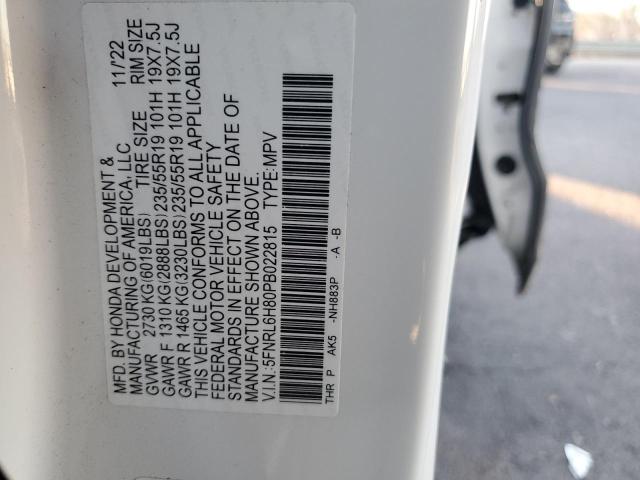 MFD. BY HONDA DEVELOPMENT & 11/22
MANUFACTURING OF AMERICA, LLC
GVWR 2730 KG(6019LBS) TIRE SIZE RIM SIZE
GAWR F 1310 KG(2888LBS)235/55R19 101H 19X7.5J
GAWR R 1465 KG(3230LBS)235/55R19 101H 19X7.5J
THIS VEHICLE CONFORMS TO ALL APPLICABLE
FEDERAL MOTOR VEHICLE SAFETY
STANDARDS IN EFFECT ON THE DATE OF
MANUFACTURE SHOWN ABOVE.
V.I.N.:5FNRL6H80PB022815 TYPE:MPV
THR P AK5 -NH883P -A -B